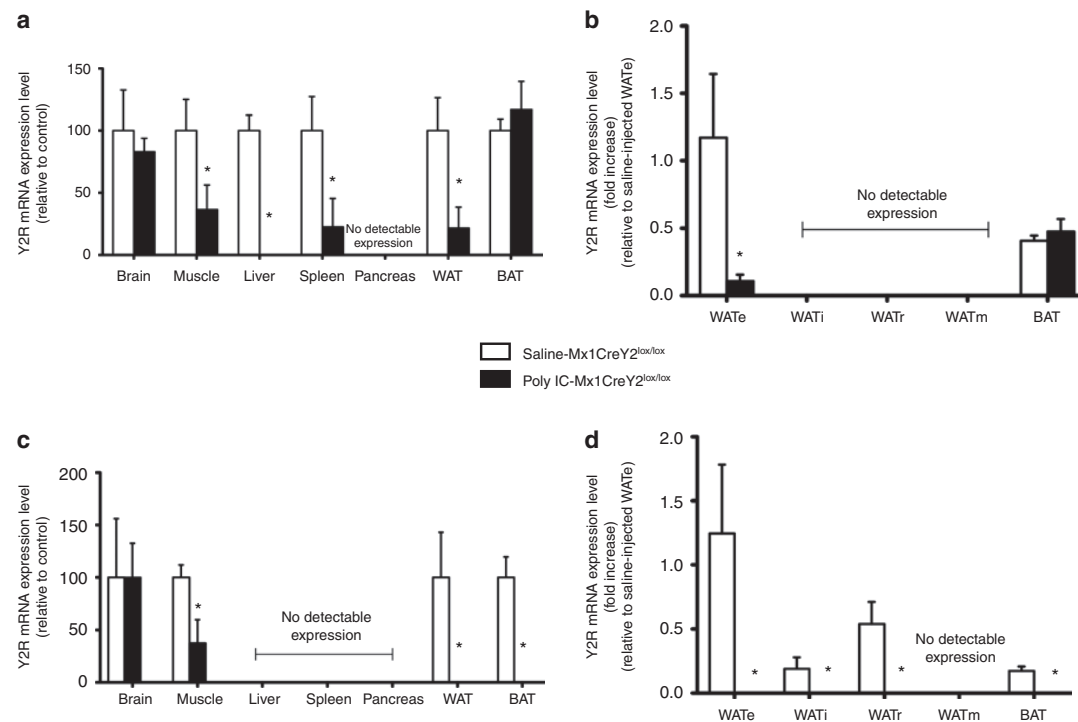 a
Y2R mRNA expression level
(relative to control)
150
100
50
0
*
*
*
*
No detectable
expression
Brain Muscle Liver Spleen Pancreas WAT BAT
b
Y2R mRNA expression level
(fold increase)
(relative to saline-injected WATe)
2.0
1.5
1.0
0.5
0.0
*
No detectable
expression
WATe WATi WATr WATm BAT
Saline-Mx1CreY2lox/lox
Poly IC-Mx1CreY2lox/lox
c
Y2R mRNA expression level
(relative to control)
200
150
100
50
0
*
No detectable
expression
*
*
Brain Muscle Liver Spleen Pancreas WAT BAT
d
Y2R mRNA expression level
(fold increase)
(relative to saline-injected WATe)
2.0
1.5
1.0
0.5
0.0
*
*
*
No detectable
expression
*
WATe WATi WATr WATm BAT